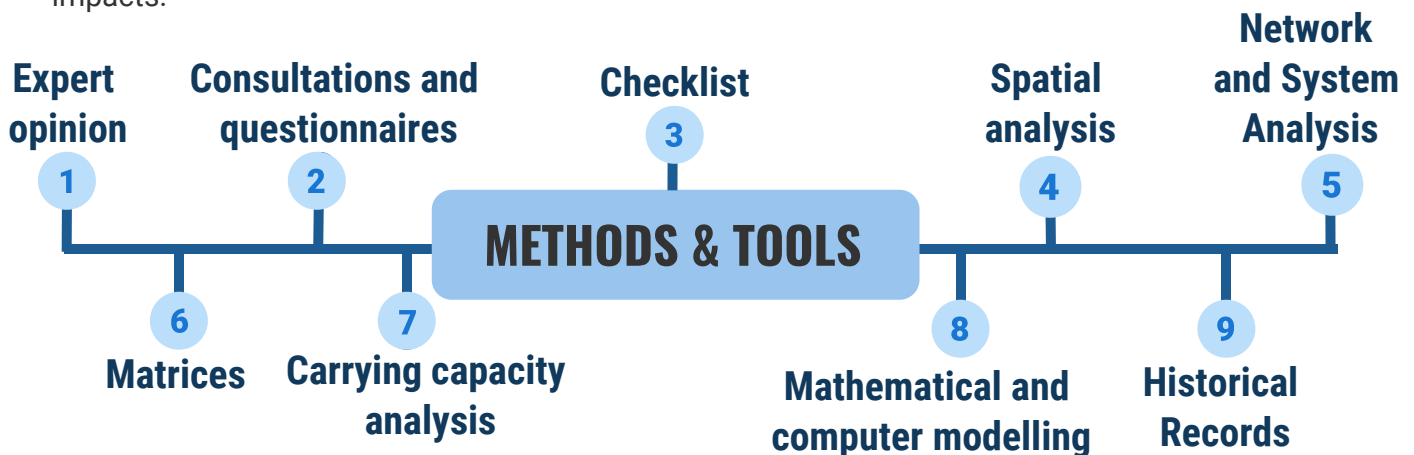 impacts.
Expert
opinion
1
Consultations and
questionnaires
2
Checklist
3
Spatial
analysis
4
Network
and System
Analysis
5
METHODS & TOOLS
6
Matrices
7
Carrying capacity
analysis
8
Mathematical and
computer modelling
9
Historical
Records